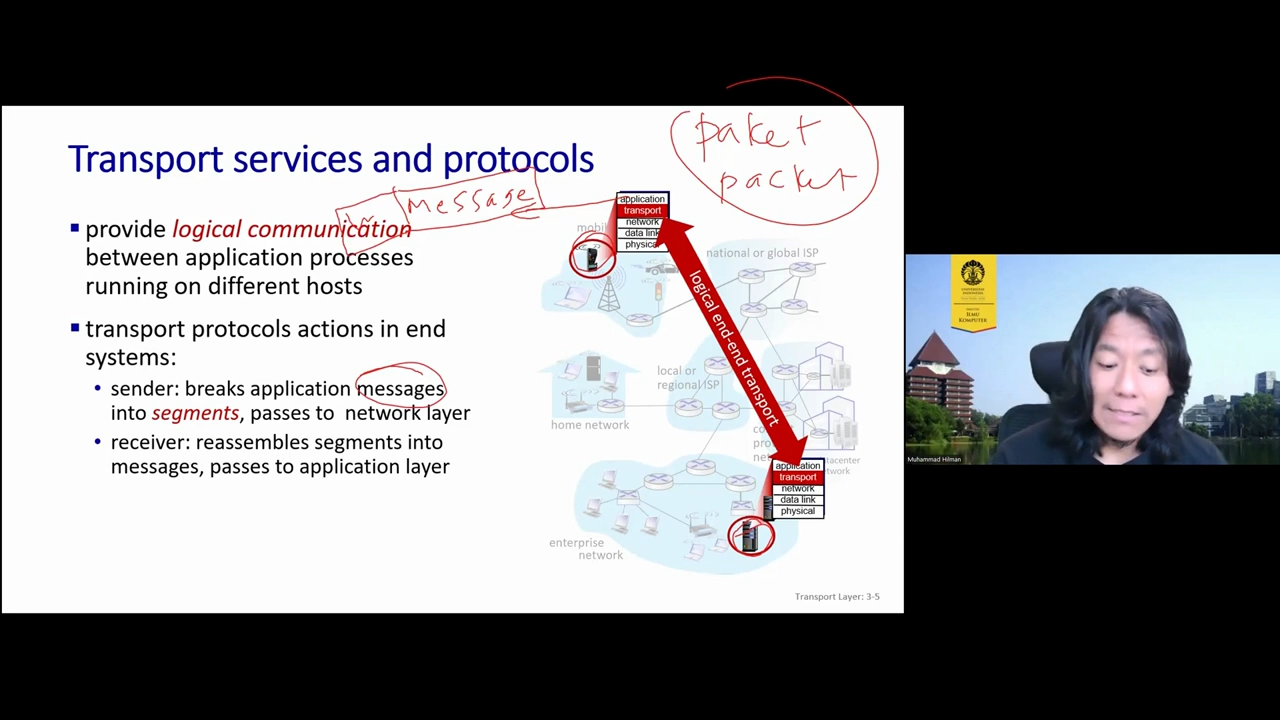 Transport services and protocols
paket
packet
message
▪ provide logical communication
between application processes
running on different hosts
▪ transport protocols actions in end
systems:
• sender: breaks application messages
into segments, passes to network layer
• receiver: reassembles segments into
messages, passes to application layer
application
transport
network
data link
physical
national or global ISP
logical end-end transport
local or
regional ISP
home network
enterprise
network
application
transport
network
data link
physical
network
Transport Layer: 3-5
ILMU
KOMPUTER
Muhammad Hilman